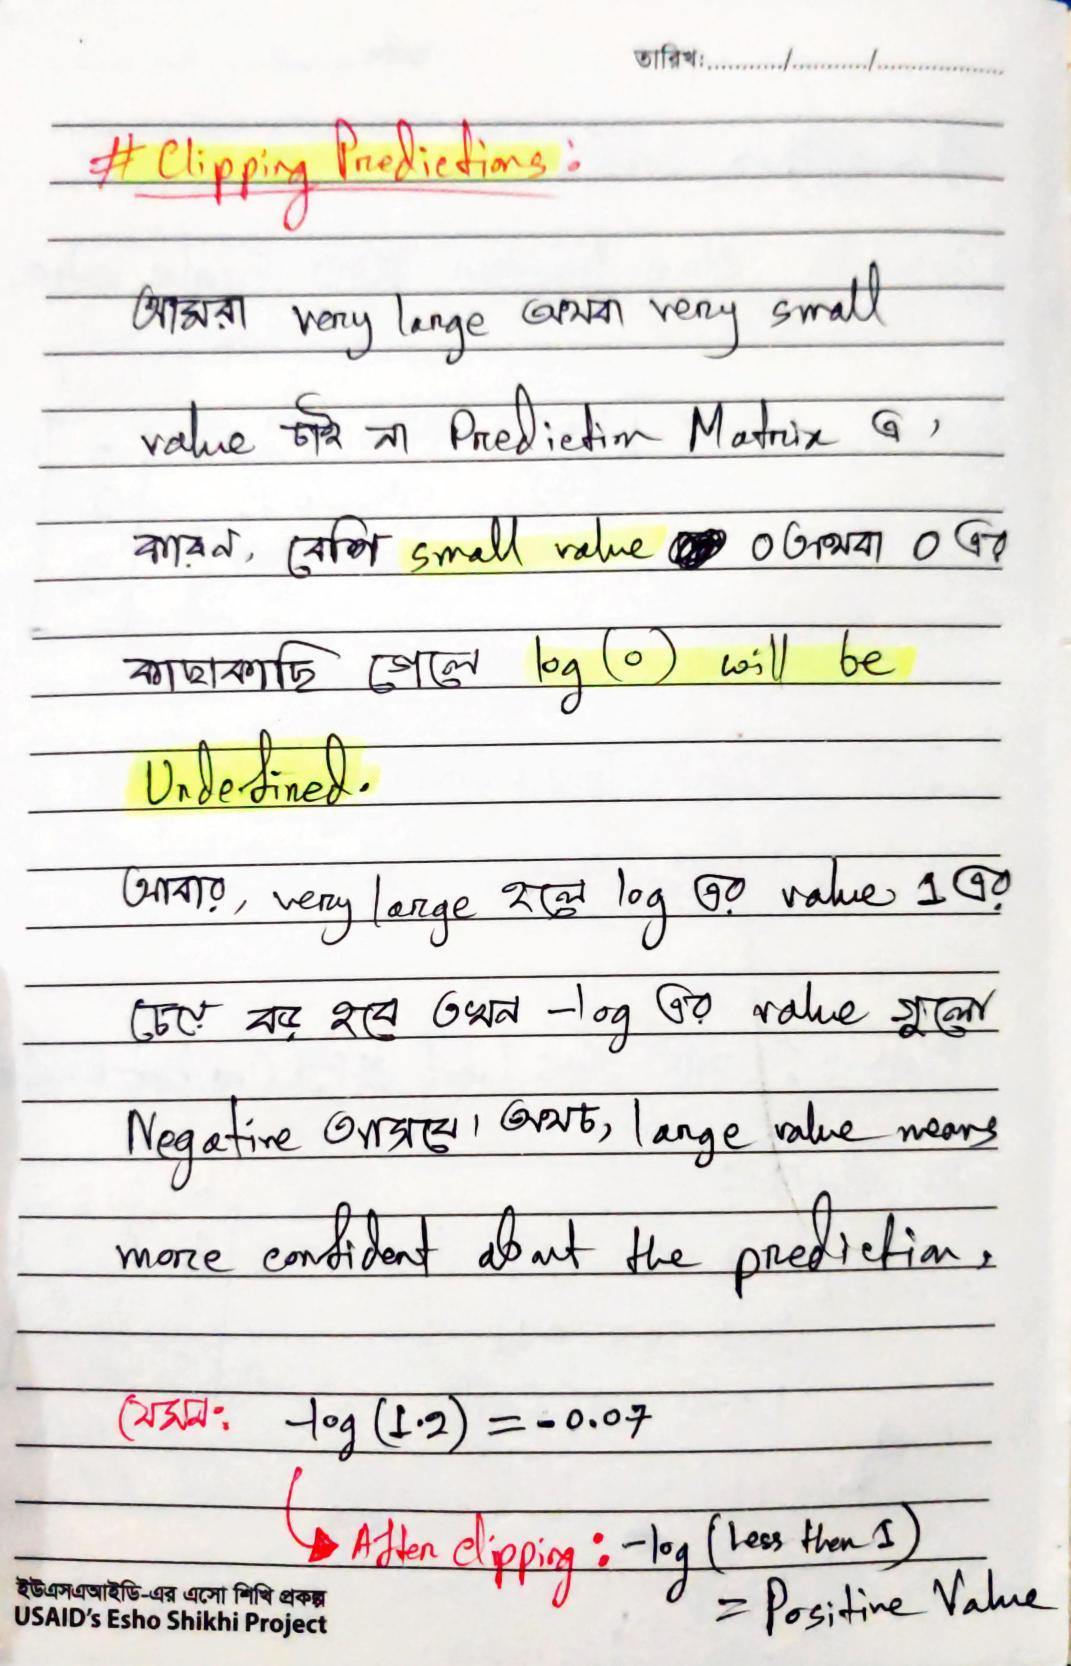 তারিখ:............/............/....................
# Clipping Predictions:
আমরা very large অথবা very small
value চাই না Prediction Matrix এ,
কারন, বেশি small value 0 অথবা 0 এর
কাছাকাছি গেলে log (0) will be
Undefined.
আবার, very large হলে log এর value 1 এর
চেয়ে বড় হবে তখন -log এর value গুলো
Negative আসবে। অথচ, large value means
more confident about the prediction,
যেমন: -log (1.2) = -0.07
After clipping: -log (Less then 1)
= Positive Value
ইউএসএআইডি-এর এসো শিখি প্রকল্প
USAID's Esho Shikhi Project